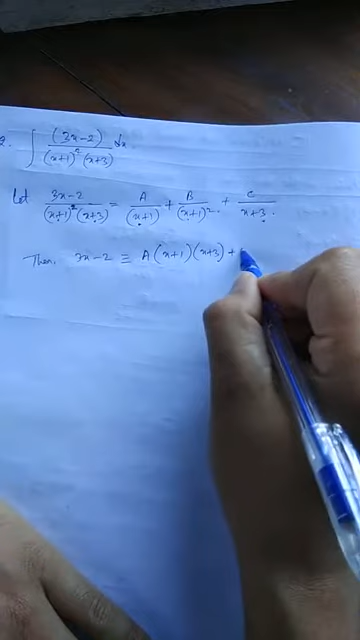 2. ∫ (3x-2) / (x+1)² (x+3) dx
Let 3x-2 / (x+1)² (x+3) = A / (x+1) + B / (x+1)² + C / x+3.
Then 3x-2 ≡ A (x+1)(x+3) +